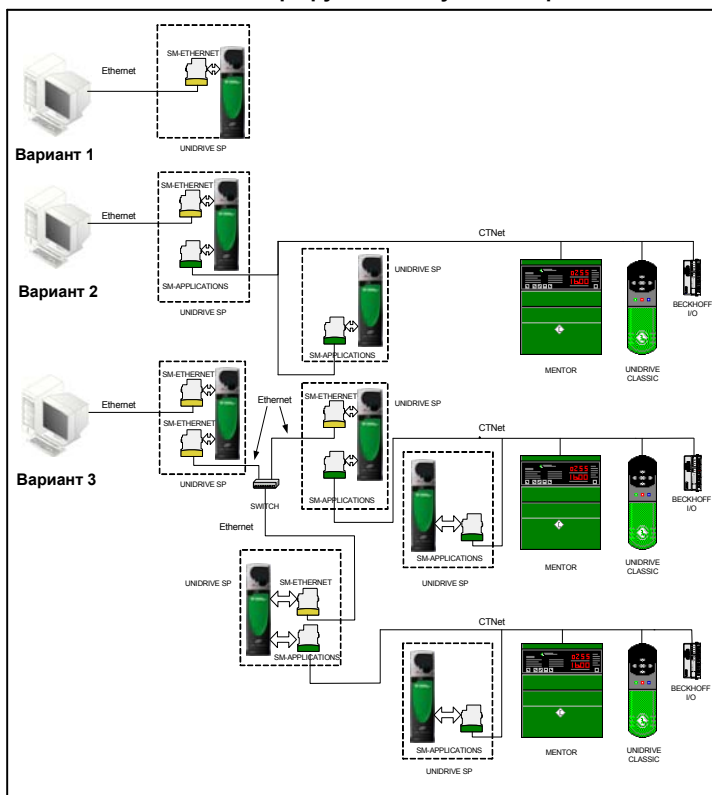 SM-ETHERNET
Ethernet
UNIDRIVE SP
Вариант 1
SM-ETHERNET
Ethernet
SM-APPLICATIONS
UNIDRIVE SP
Вариант 2
CTNet
UNIDRIVE SP
SM-APPLICATIONS
MENTOR
UNIDRIVE
CLASSIC
BECKHOFF
I/O
SM-ETHERNET
Ethernet
SM-ETHERNET
UNIDRIVE SP
Вариант 3
Ethernet
SWITCH
Ethernet
SM-ETHERNET
UNIDRIVE SP
SM-APPLICATIONS
CTNet
SM-APPLICATIONS
UNIDRIVE SP
MENTOR
UNIDRIVE
CLASSIC
BECKHOFF
I/O
UNIDRIVE SP
SM-ETHERNET
SM-APPLICATIONS
CTNet
SM-APPLICATIONS
UNIDRIVE SP
MENTOR
UNIDRIVE
CLASSIC
BECKHOFF
I/O